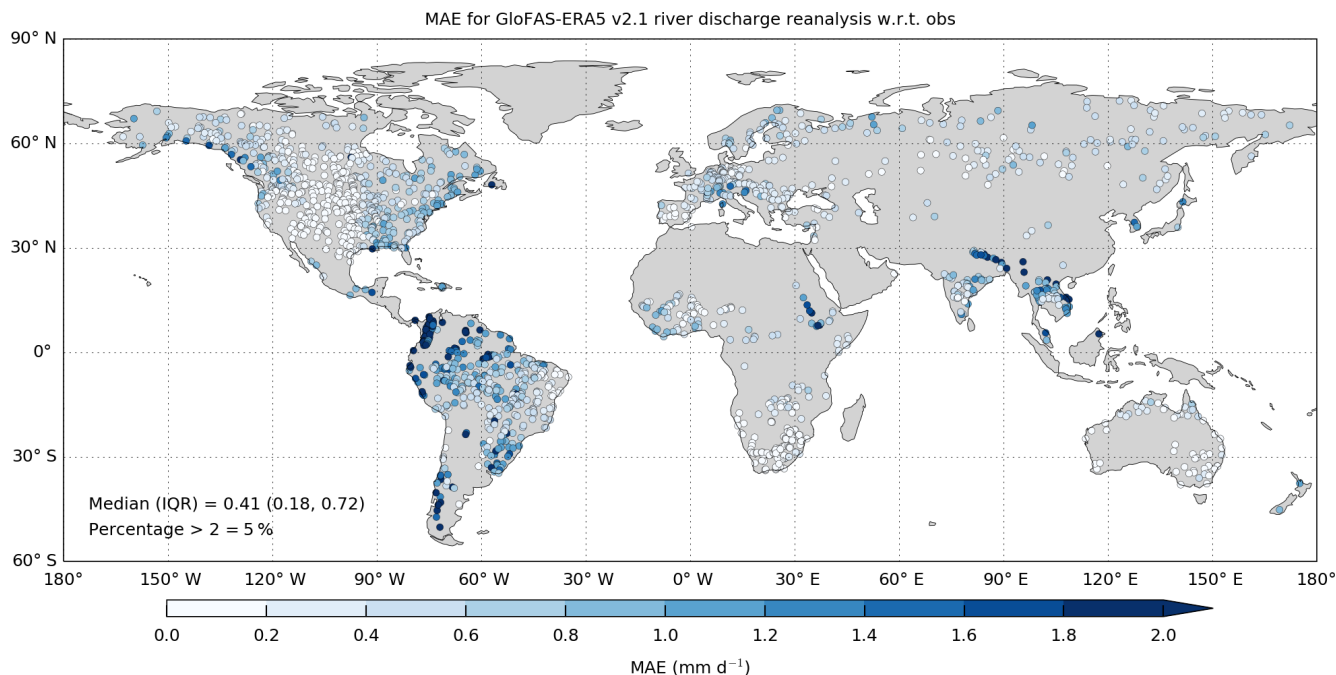 MAE for GloFAS-ERA5 v2.1 river discharge reanalysis w.r.t. obs
90° N
60° N
30° N
0°
30° S
Median (IQR) = 0.41 (0.18, 0.72)
Percentage > 2 = 5 %
60° S
180° 150° W 120° W 90° W 60° W 30° W 0° W 30° E 60° E 90° E 120° E 150° E 180°
0.0 0.2 0.4 0.6 0.8 1.0 1.2 1.4 1.6 1.8 2.0
MAE (mm d⁻¹)